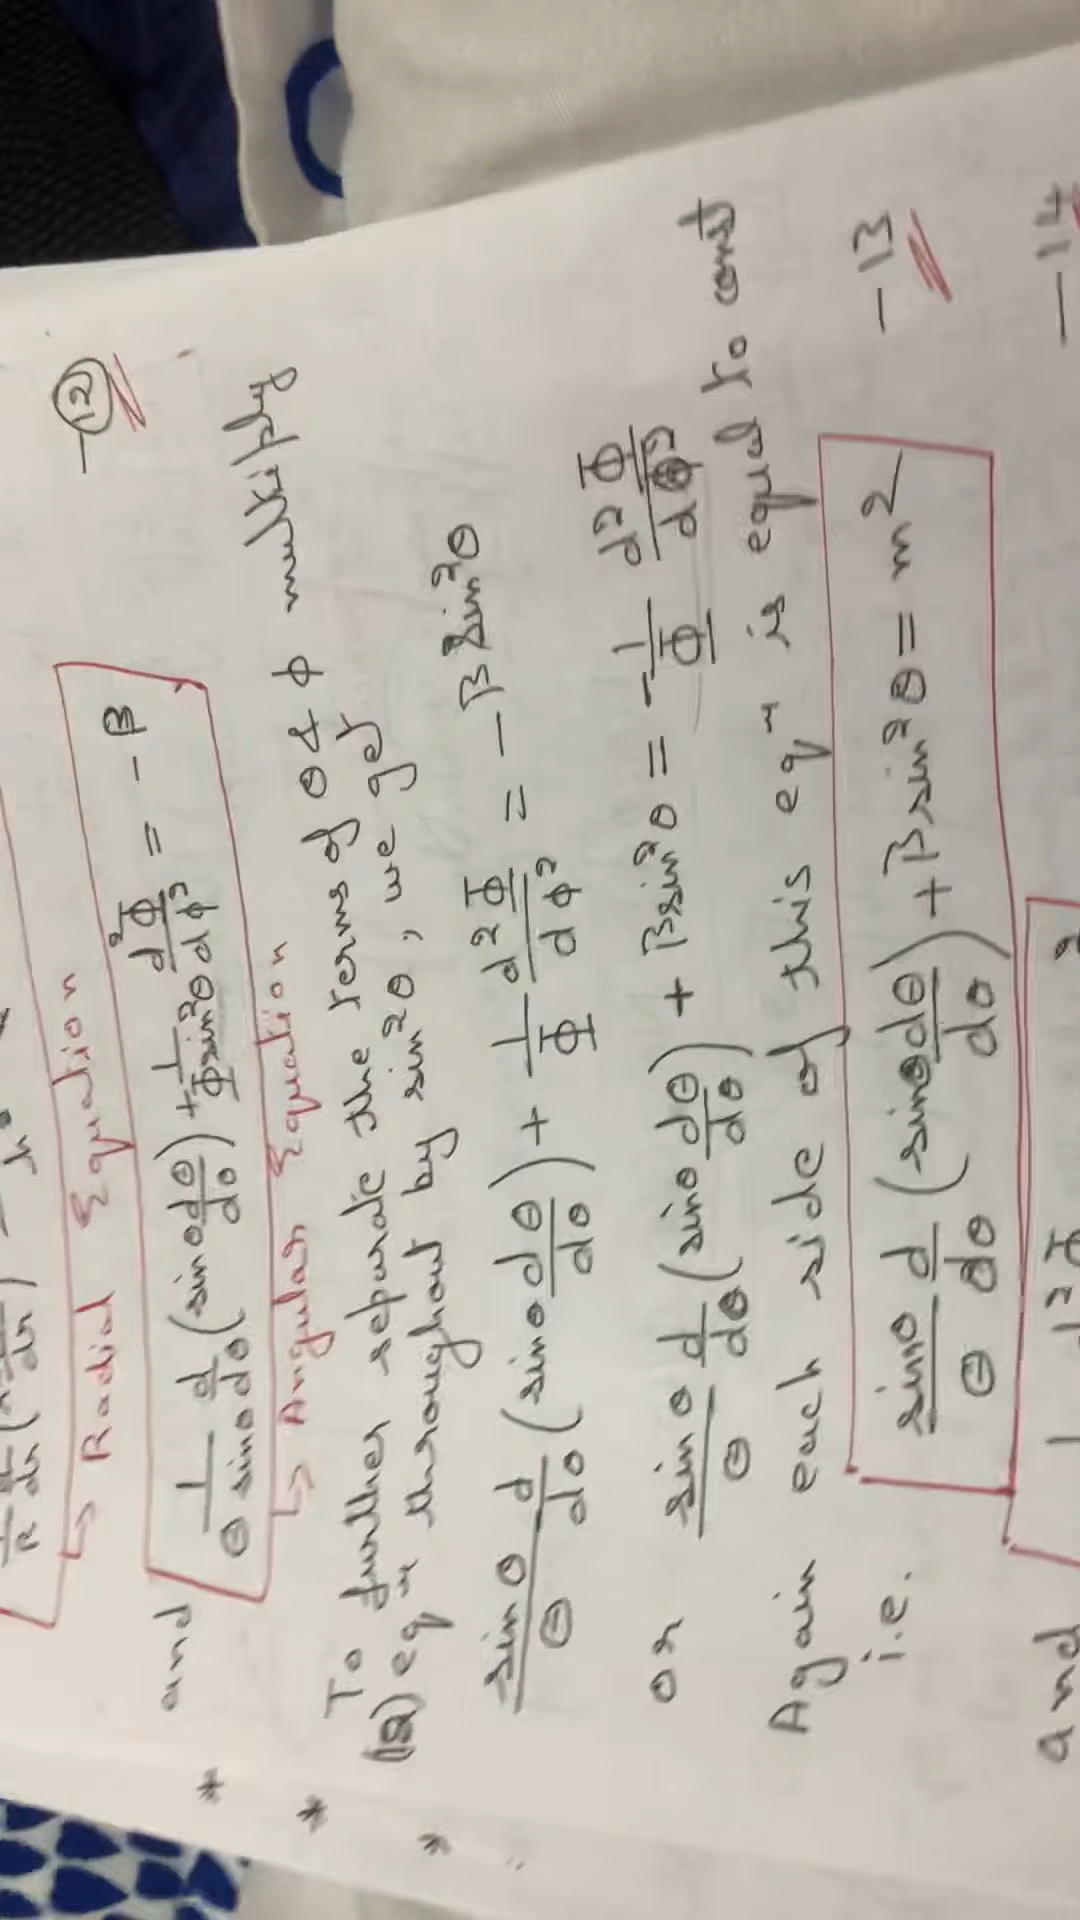 ↳ Radial Equation
and 1/(Θ sinθ) d/dθ (sinθ dΘ/dθ) + 1/(Φ sin²θ) d²Φ/dφ² = -β -(12)
↳ Angular Equation
* To further separate the terms of θ & φ multiply
(12) eqⁿ throughout by sin²θ, we get
sinθ/Θ d/dθ (sinθ dΘ/dθ) + 1/Φ d²Φ/dφ² = -β sin²θ
or sinθ/Θ d/dθ (sinθ dΘ/dθ) + β sin²θ = -1/Φ d²Φ/dφ²
Again each side of this eqⁿ is equal to const
i.e. sinθ/Θ d/dθ (sinθ dΘ/dθ) + β sin²θ = m² -13
and -14